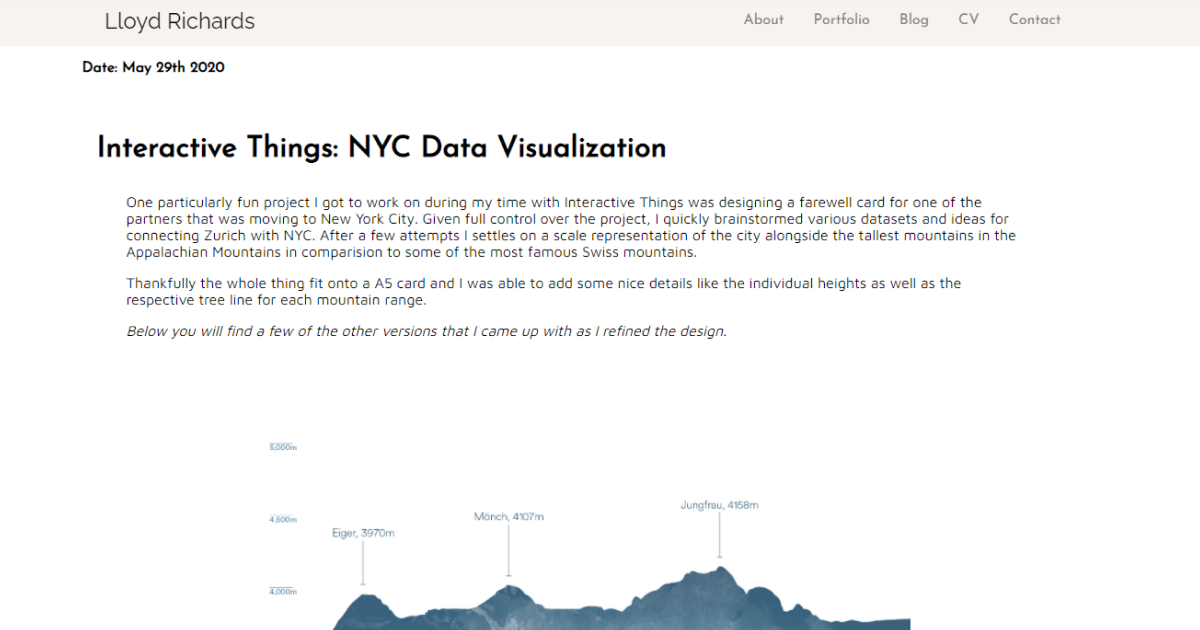 Lloyd Richards
About Portfolio Blog CV Contact
Date: May 29th 2020
Interactive Things: NYC Data Visualization
One particularly fun project I got to work on during my time with Interactive Things was designing a farewell card for one of the
partners that was moving to New York City. Given full control over the project, I quickly brainstormed various datasets and ideas for
connecting Zurich with NYC. After a few attempts I settles on a scale representation of the city alongside the tallest mountains in the
Appalachian Mountains in comparision to some of the most famous Swiss mountains.
Thankfully the whole thing fit onto a A5 card and I was able to add some nice details like the individual heights as well as the
respective tree line for each mountain range.
Below you will find a few of the other versions that I came up with as I refined the design.
5,000m
Jungfrau, 4158m
4,500m
Mönch, 4107m
Eiger, 3970m
4,000m